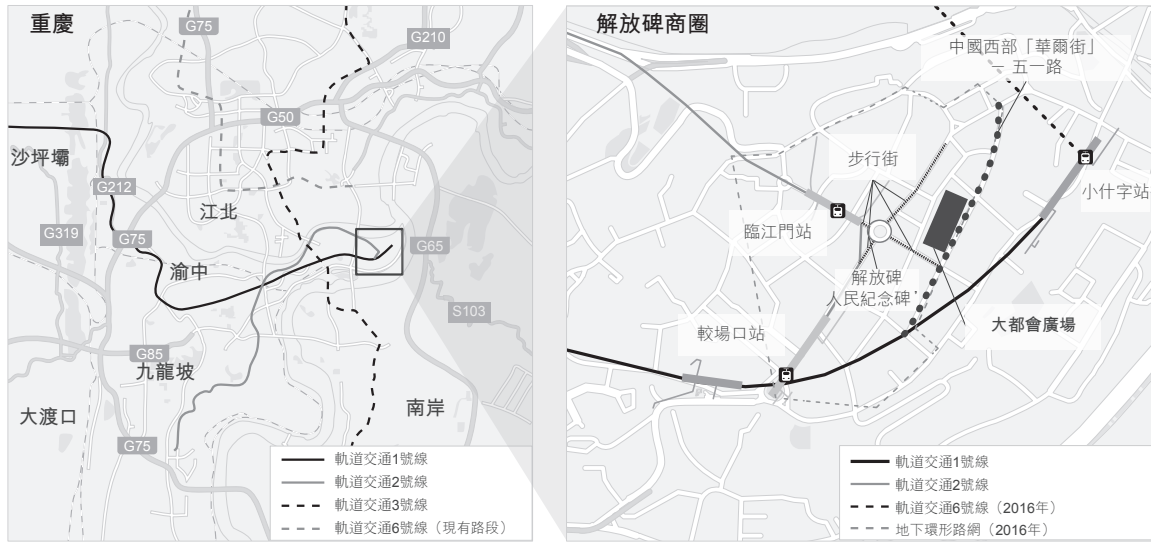 重慶
G75
G210
G50
沙坪壩
G212
江北
G319
G75
G65
渝中
S103
G85
九龍坡
大渡口
南岸
G75
軌道交通1號線
軌道交通2號線
軌道交通3號線
軌道交通6號線（現有路段）
解放碑商圈
中國西部「華爾街」
－ 五一路
步行街
小什字站
臨江門站
解放碑
人民紀念碑’
大都會廣場
較場口站
軌道交通1號線
軌道交通2號線
軌道交通6號線（2016年）
地下環形路網（2016年）